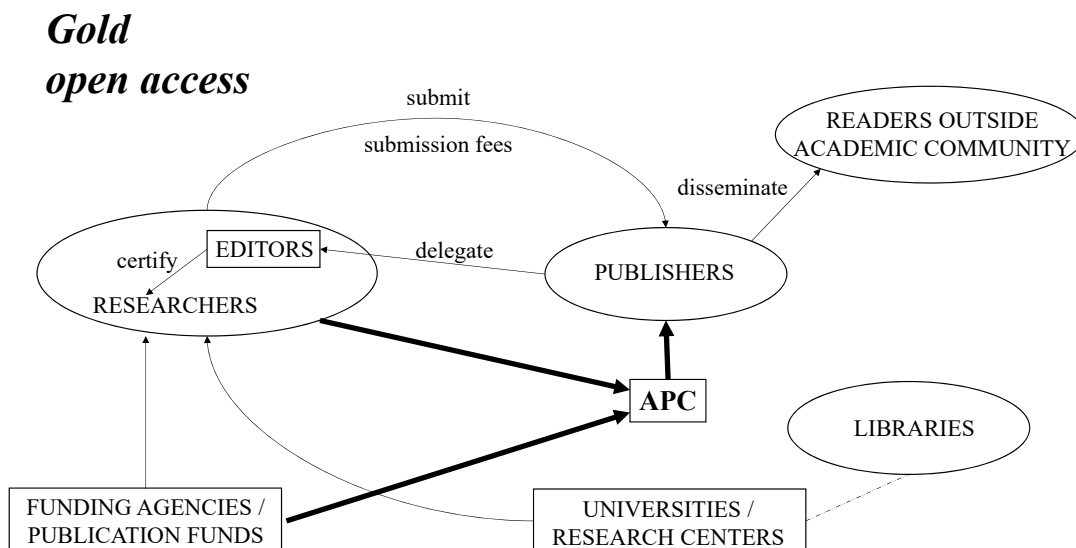 Gold
open access
submit
submission fees
READERS OUTSIDE
ACADEMIC COMMUNITY
disseminate
EDITORS
delegate
certify
PUBLISHERS
RESEARCHERS
APC
LIBRARIES
FUNDING AGENCIES /
PUBLICATION FUNDS
UNIVERSITIES /
RESEARCH CENTERS